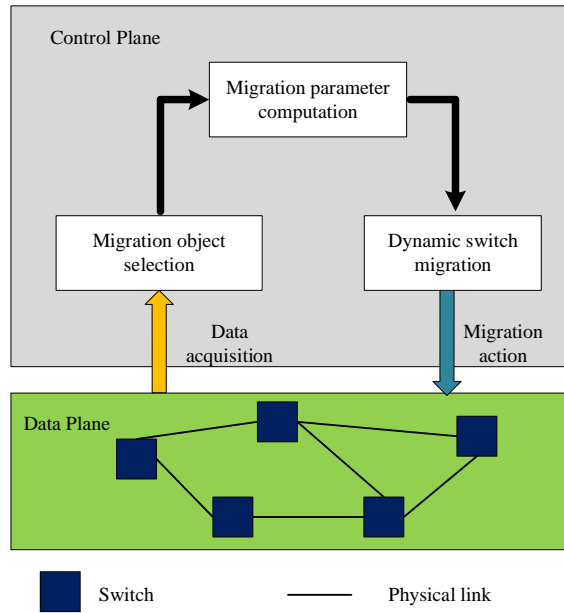 Control Plane
Migration parameter
computation
Migration object
selection
Dynamic switch
migration
Data
acquisition
Migration
action
Data Plane
Switch
Physical link